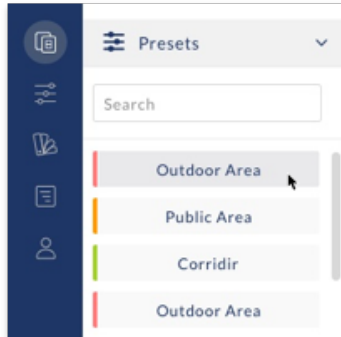 Presets
Search
Outdoor Area
Public Area
Corridir
Outdoor Area